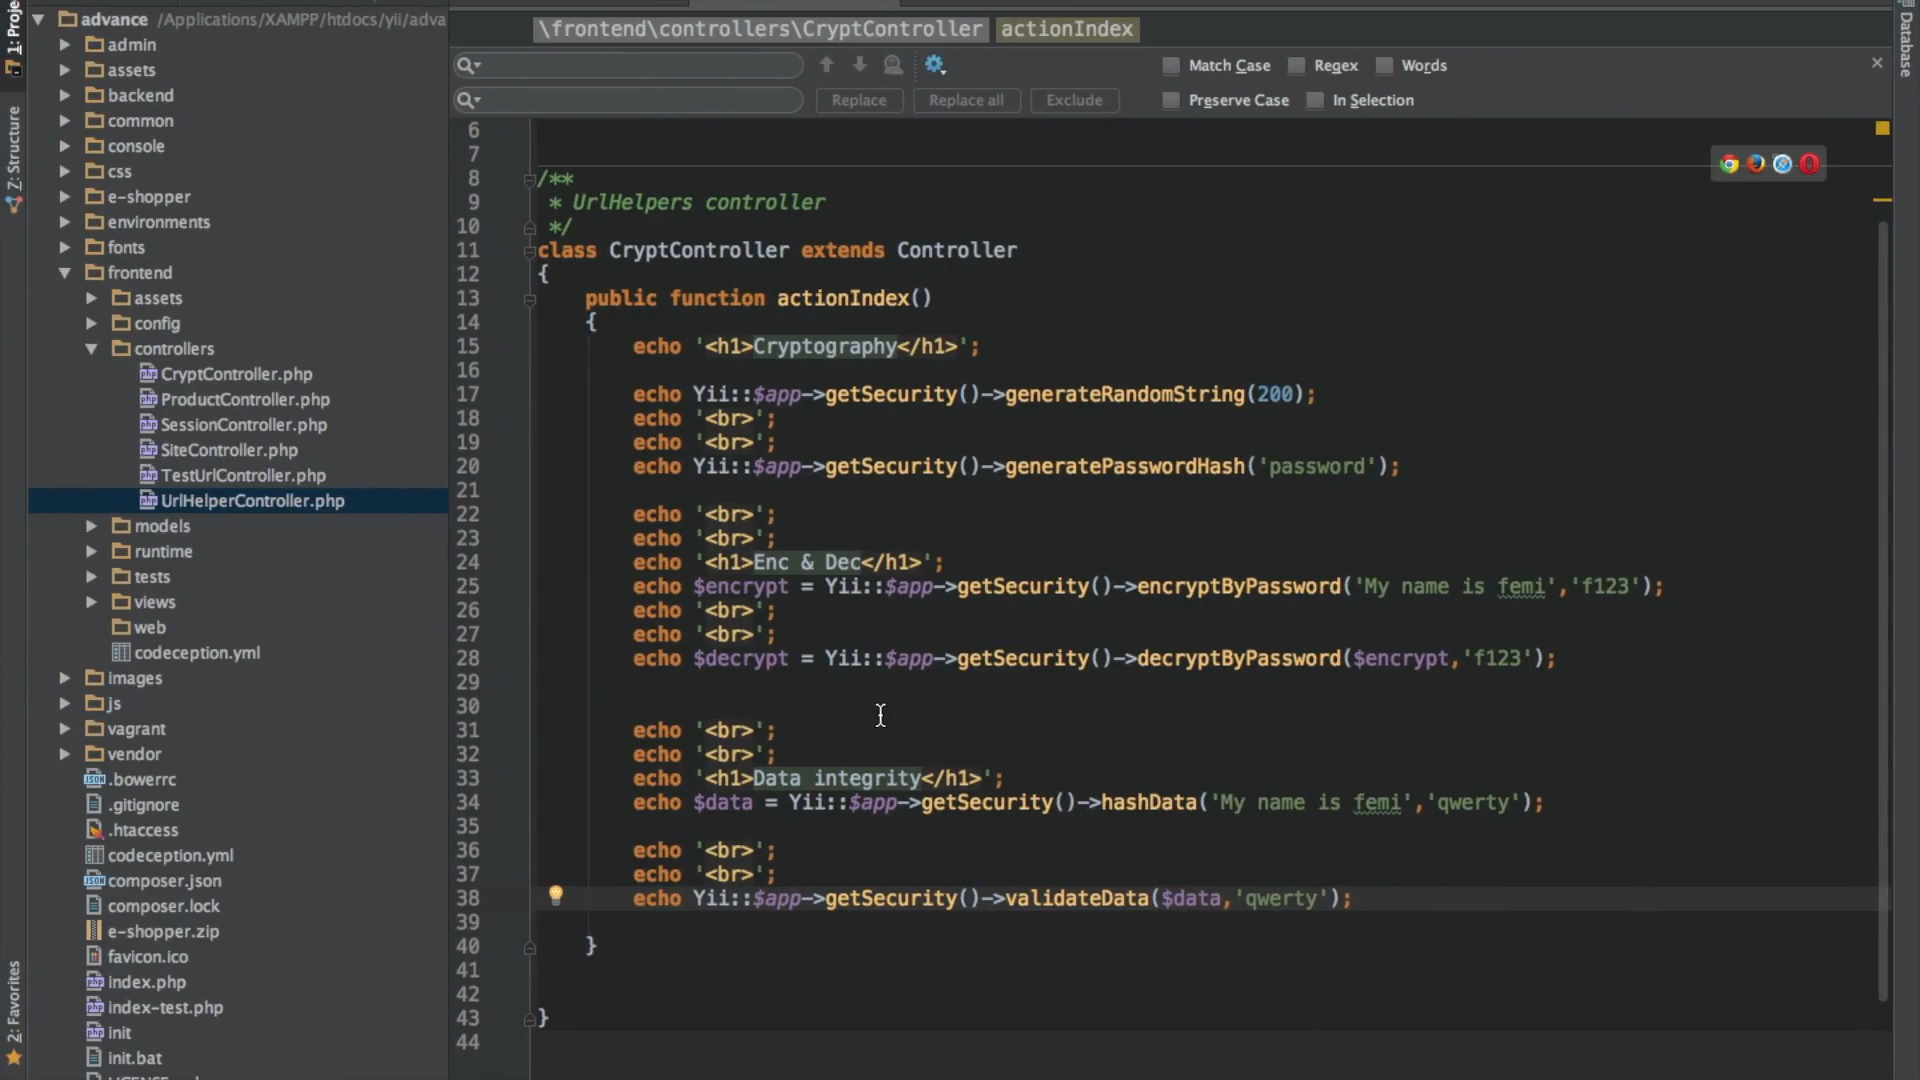 1: Proje
Z: Structure
2: Favorites
advance /Applications/XAMPP/htdocs/yii/adva
admin
assets
backend
common
console
css
e-shopper
environments
fonts
frontend
assets
config
controllers
CryptController.php
ProductController.php
SessionController.php
SiteController.php
TestUrlController.php
UrlHelperController.php
models
runtime
tests
views
web
codeception.yml
images
js
vagrant
vendor
.bowerrc
.gitignore
.htaccess
codeception.yml
composer.json
composer.lock
e-shopper.zip
favicon.ico
index.php
index-test.php
init
init.bat
\frontend\controllers\CryptController actionIndex
Match Case Regex Words
Replace Replace all Exclude Preserve Case In Selection
6
7
8 /**
9 * UrlHelpers controller
10 */
11 class CryptController extends Controller
12 {
13 public function actionIndex()
14 {
15 echo '<h1>Cryptography</h1>';
16
17 echo Yii::$app->getSecurity()->generateRandomString(200);
18 echo '<br>';
19 echo '<br>';
20 echo Yii::$app->getSecurity()->generatePasswordHash('password');
21
22 echo '<br>';
23 echo '<br>';
24 echo '<h1>Enc & Dec</h1>';
25 echo $encrypt = Yii::$app->getSecurity()->encryptByPassword('My name is femi','f123');
26 echo '<br>';
27 echo '<br>';
28 echo $decrypt = Yii::$app->getSecurity()->decryptByPassword($encrypt,'f123');
29
30
31 echo '<br>';
32 echo '<br>';
33 echo '<h1>Data integrity</h1>';
34 echo $data = Yii::$app->getSecurity()->hashData('My name is femi','qwerty');
35
36 echo '<br>';
37 echo '<br>';
38 echo Yii::$app->getSecurity()->validateData($data,'qwerty');
39
40 }
41
42
43 }
44
Database